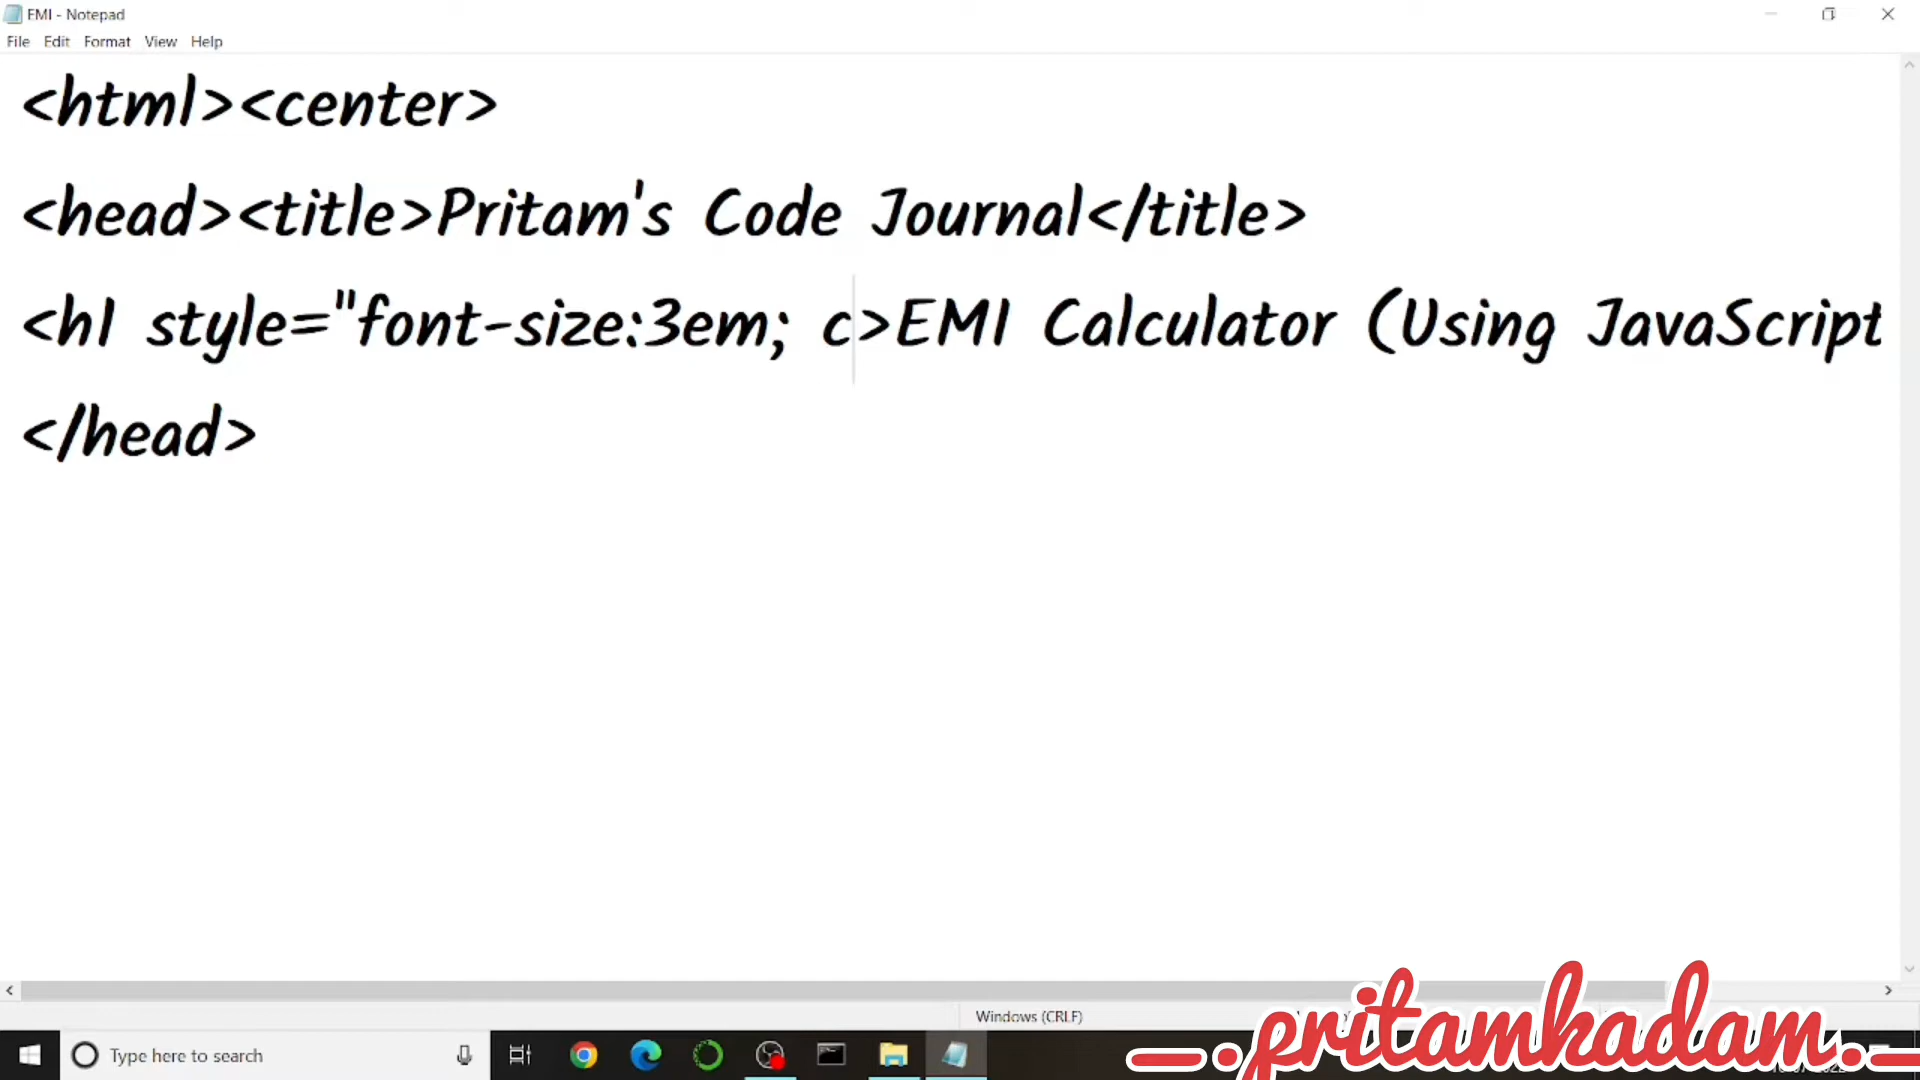 EMI - Notepad
File Edit Format View Help
<html><center>
<head><title>Pritam's Code Journal</title>
<h1 style="font-size:3em; c>EMI Calculator (Using JavaScript
</head>
Windows (CRLF)
Type here to search
_.pritamkadam._